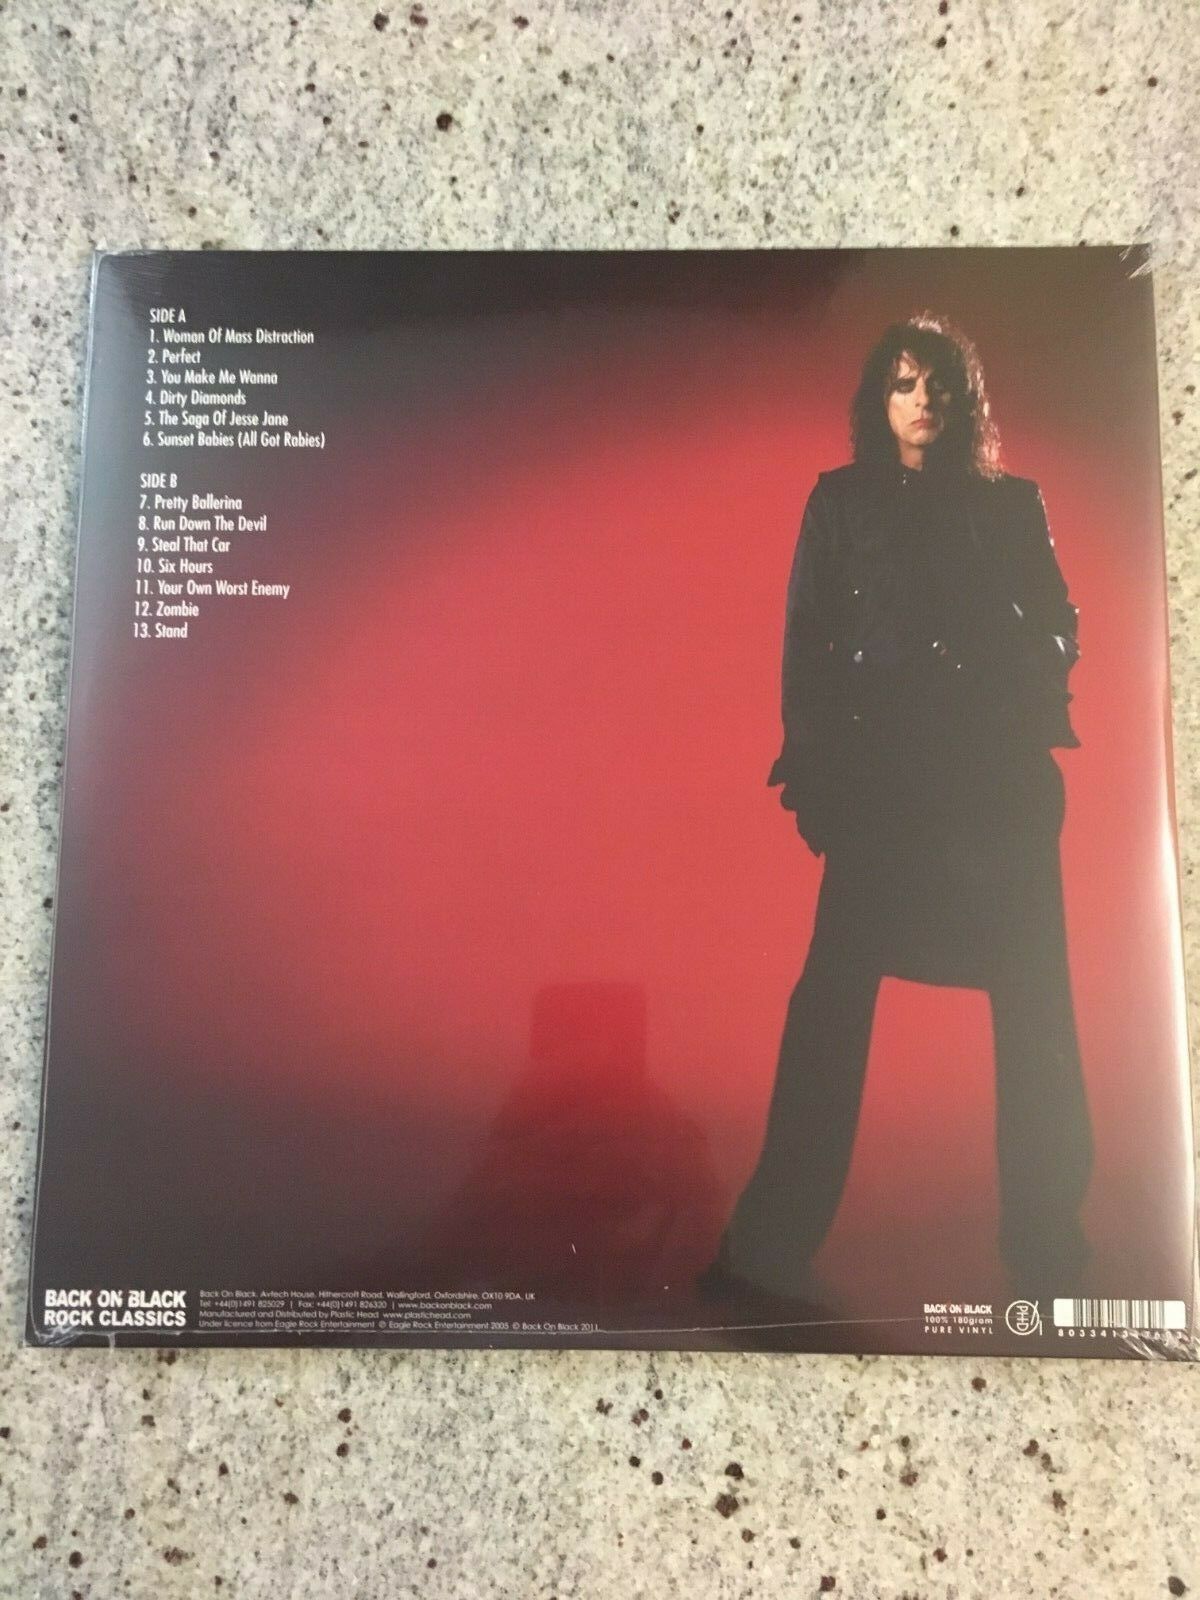 SIDE A
1. Woman Of Mass Distraction
2. Perfect
3. You Make Me Wanna
4. Dirty Diamonds
5. The Saga Of Jesse Jane
6. Sunset Babies (All Got Rabies)
SIDE B
7. Pretty Ballerina
8. Run Down The Devil
9. Steal That Car
10. Six Hours
11. Your Own Worst Enemy
12. Zombie
13. Stand
BACK ON BLACK
ROCK CLASSICS
Back On Black, Avtech House, Hithercroft Road, Wallingford, Oxfordshire, OX10 9DA, UK
Tel: +44(0)1491 825029 | Fax: +44(0)1491 826320 | www.backonblack.com
Manufactured and Distributed by Plastic Head www.plastichead.com
Under licence from Eagle Rock Entertainment ℗ Eagle Rock Entertainment 2005 © Back On Black 2011
BACK ON BLACK
100% 180gram
PURE VINYL
PHD